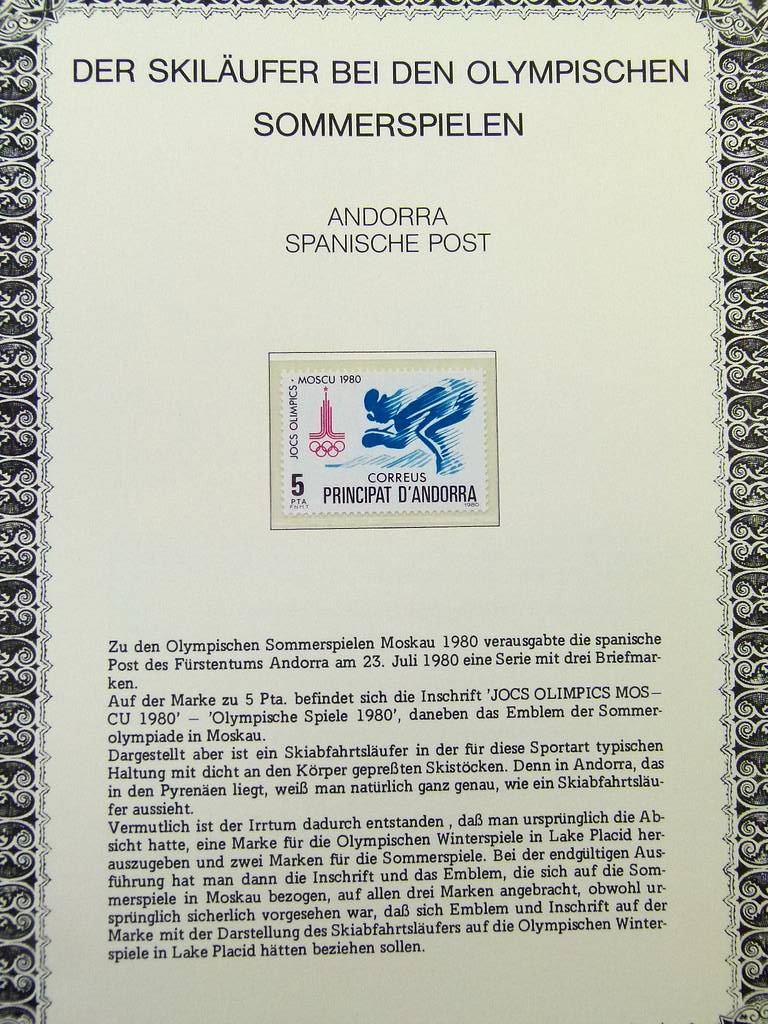 DER SKILÄUFER BEI DEN OLYMPISCHEN
SOMMERSPIELEN
ANDORRA
SPANISCHE POST
JOCS OLIMPICS · MOSCU 1980
5
PTA
F.N.M.T.
CORREUS
PRINCIPAT D'ANDORRA
1980
Zu den Olympischen Sommerspielen Moskau 1980 verausgabte die spanische
Post des Fürstentums Andorra am 23. Juli 1980 eine Serie mit drei Briefmar-
ken.
Auf der Marke zu 5 Pta. befindet sich die Inschrift 'JOCS OLIMPICS MOS–
CU 1980' – 'Olympische Spiele 1980', daneben das Emblem der Sommer-
olympiade in Moskau.
Dargestellt aber ist ein Skiabfahrtsläufer in der für diese Sportart typischen
Haltung mit dicht an den Körper gepreßten Skistöcken. Denn in Andorra, das
in den Pyrenäen liegt, weiß man natürlich ganz genau, wie ein Skiabfahrtsläu-
fer aussieht.
Vermutlich ist der Irrtum dadurch entstanden , daß man ursprünglich die Ab-
sicht hatte, eine Marke für die Olympischen Winterspiele in Lake Placid her-
auszugeben und zwei Marken für die Sommerspiele. Bei der endgültigen Aus-
führung hat man dann die Inschrift und das Emblem, die sich auf die Som-
merspiele in Moskau bezogen, auf allen drei Marken angebracht, obwohl ur-
sprünglich sicherlich vorgesehen war, daß sich Emblem und Inschrift auf der
Marke mit der Darstellung des Skiabfahrtsläufers auf die Olympischen Winter-
spiele in Lake Placid hätten beziehen sollen.